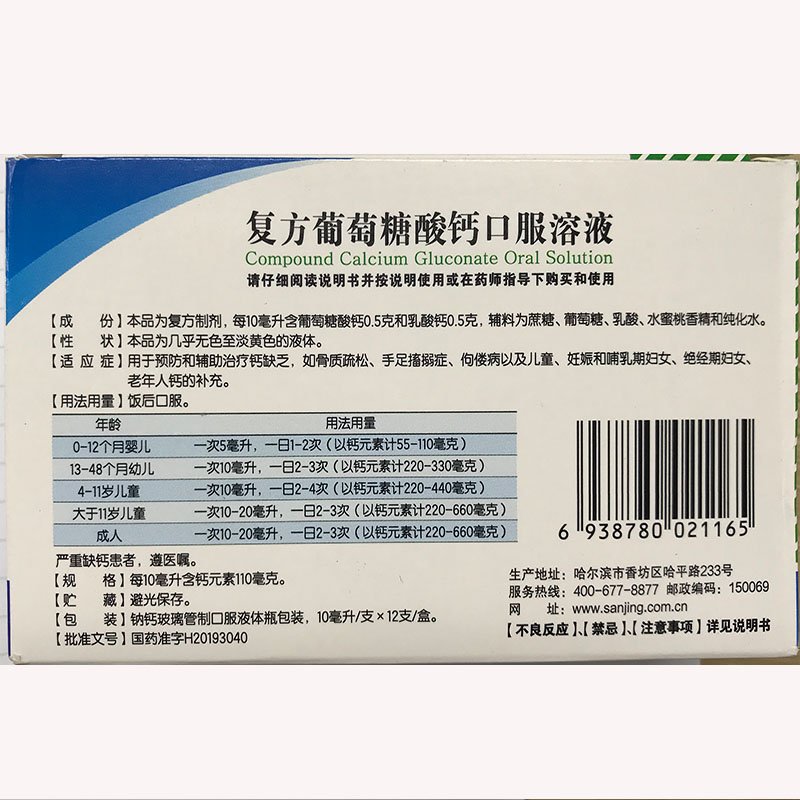 复方葡萄糖酸钙口服溶液
Compound Calcium Gluconate Oral Solution
请仔细阅读说明书并按说明使用或在药师指导下购买和使用
【成 份】本品为复方制剂，每10毫升含葡萄糖酸钙0.5克和乳酸钙0.5克，辅料为蔗糖、葡萄糖、乳酸、水蜜桃香精和纯化水。
【性 状】本品为几乎无色至淡黄色的液体。
【适 应 症】用于预防和辅助治疗钙缺乏，如骨质疏松、手足搐搦症、佝偻病以及儿童、妊娠和哺乳期妇女、绝经期妇女、
老年人钙的补充。
【用法用量】饭后口服。
年龄 用法用量
0-12个月婴儿 一次5毫升，一日1-2次（以钙元素计55-110毫克）
13-48个月幼儿 一次10毫升，一日2-3次（以钙元素计220-330毫克）
4-11岁儿童 一次10毫升，一日2-4次（以钙元素计220-440毫克）
大于11岁儿童 一次10-20毫升，一日2-3次（以钙元素计220-660毫克）
成人 一次10-20毫升，一日2-3次（以钙元素计220-660毫克）
6 938780 021165
严重缺钙患者，遵医嘱。
【规 格】每10毫升含钙元素110毫克。
【贮 藏】避光保存。
【包 装】钠钙玻璃管制口服液体瓶包装，10毫升/支×12支/盒。
【批准文号】国药准字H20193040
生产地址：哈尔滨市香坊区哈平路233号
服务热线：400-677-8877 邮政编码：150069
网 址：www.sanjing.com.cn
【不良反应】、【禁忌】、【注意事项】详见说明书